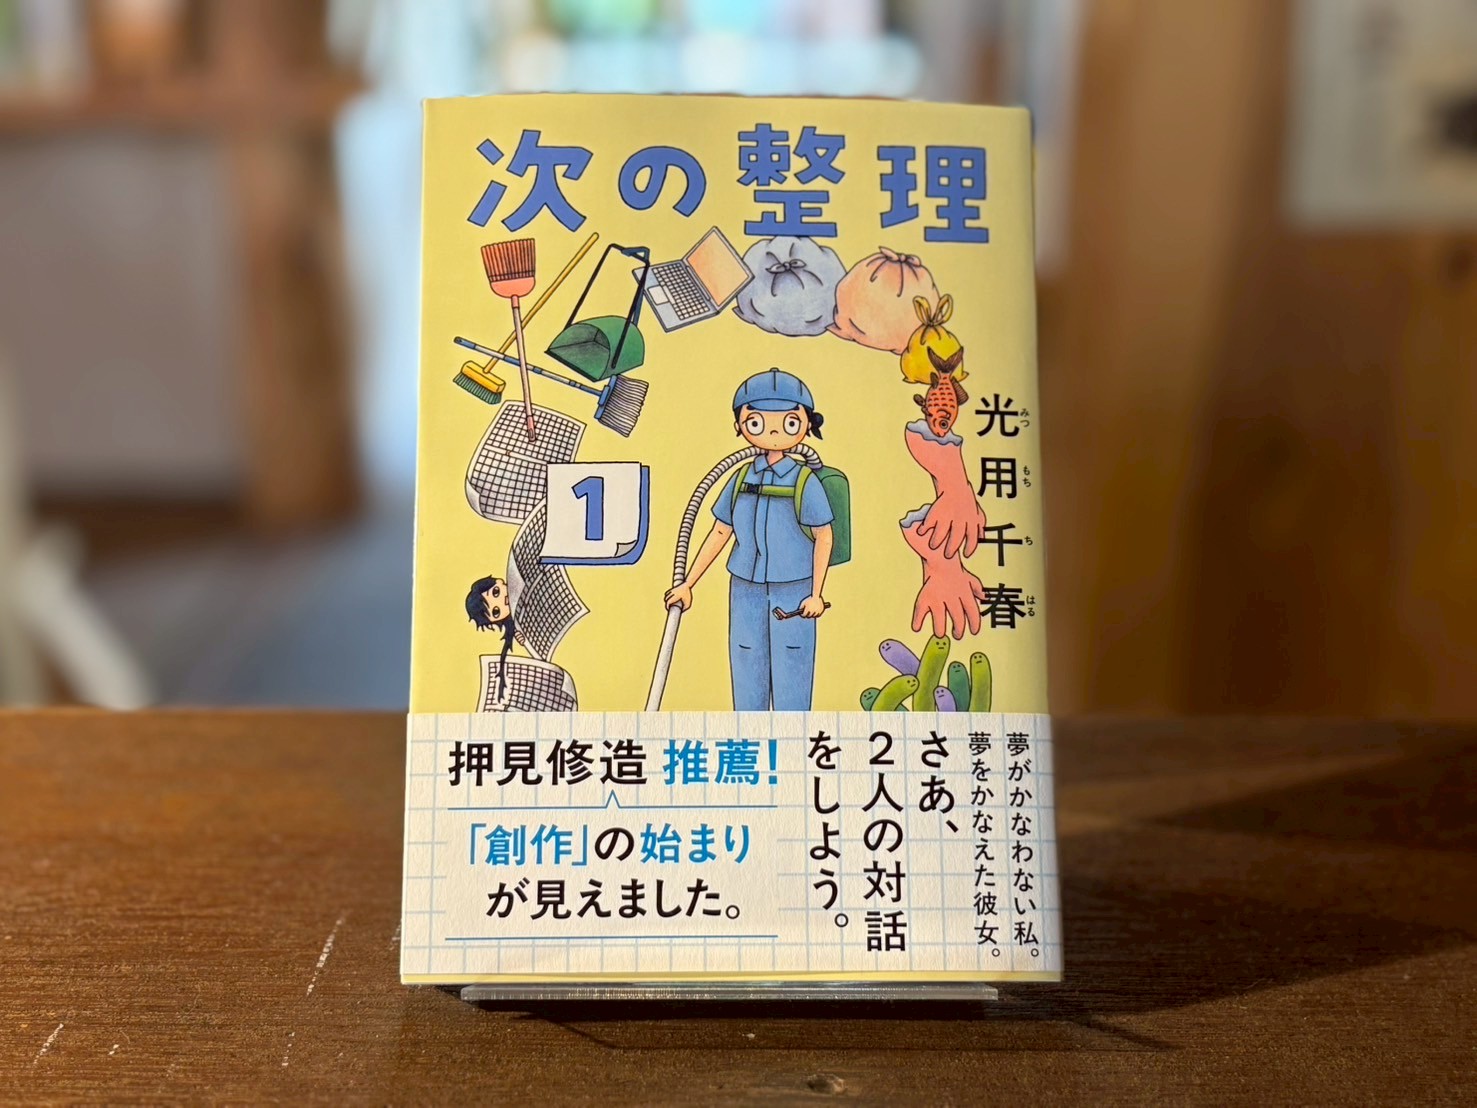 次の整理
1
光用千春
みつ もち ち はる
押見修造 推薦!
「創作」の始まり
が見えました。
夢がかなわない私。
夢をかなえた彼女。
さあ、
2人の対話
をしよう。